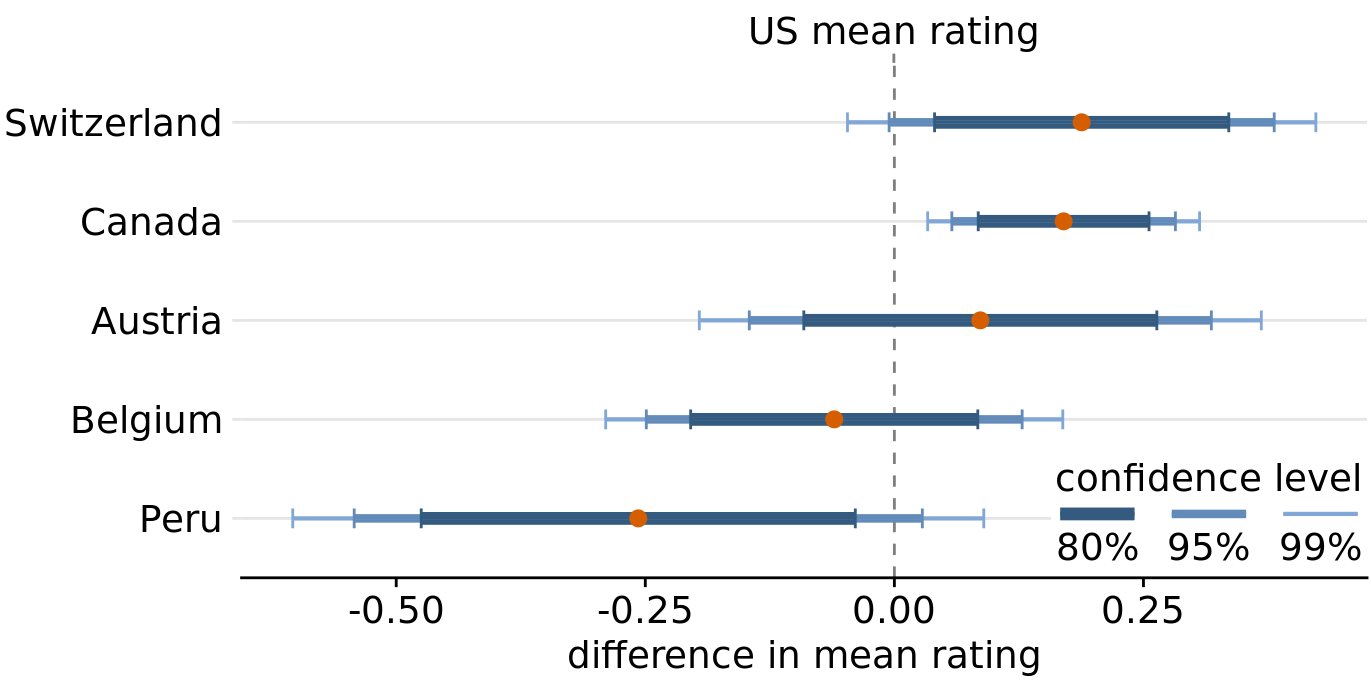 US mean rating
Switzerland
Canada
Austria
Belgium
Peru
confidence level
80% 95% 99%
-0.50 -0.25 0.00 0.25
difference in mean rating